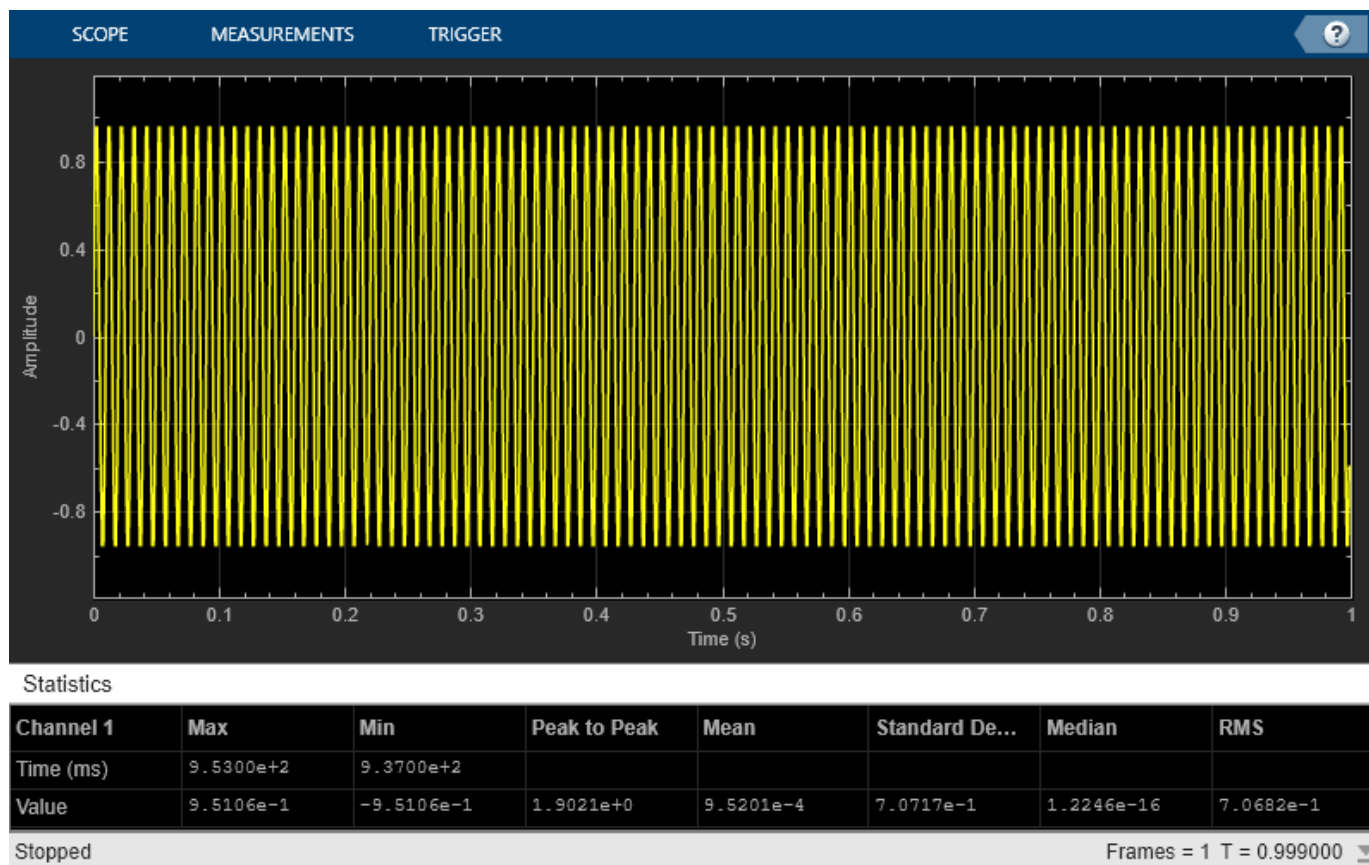 SCOPE MEASUREMENTS TRIGGER ?
0.8
0.4
0
-0.4
-0.8
Amplitude
0 0.1 0.2 0.3 0.4 0.5 0.6 0.7 0.8 0.9 1
Time (s)
Statistics
Channel 1 Max Min Peak to Peak Mean Standard De... Median RMS
Time (ms) 9.5300e+2 9.3700e+2
Value 9.5106e-1 -9.5106e-1 1.9021e+0 9.5201e-4 7.0717e-1 1.2246e-16 7.0682e-1
Stopped Frames = 1 T = 0.999000